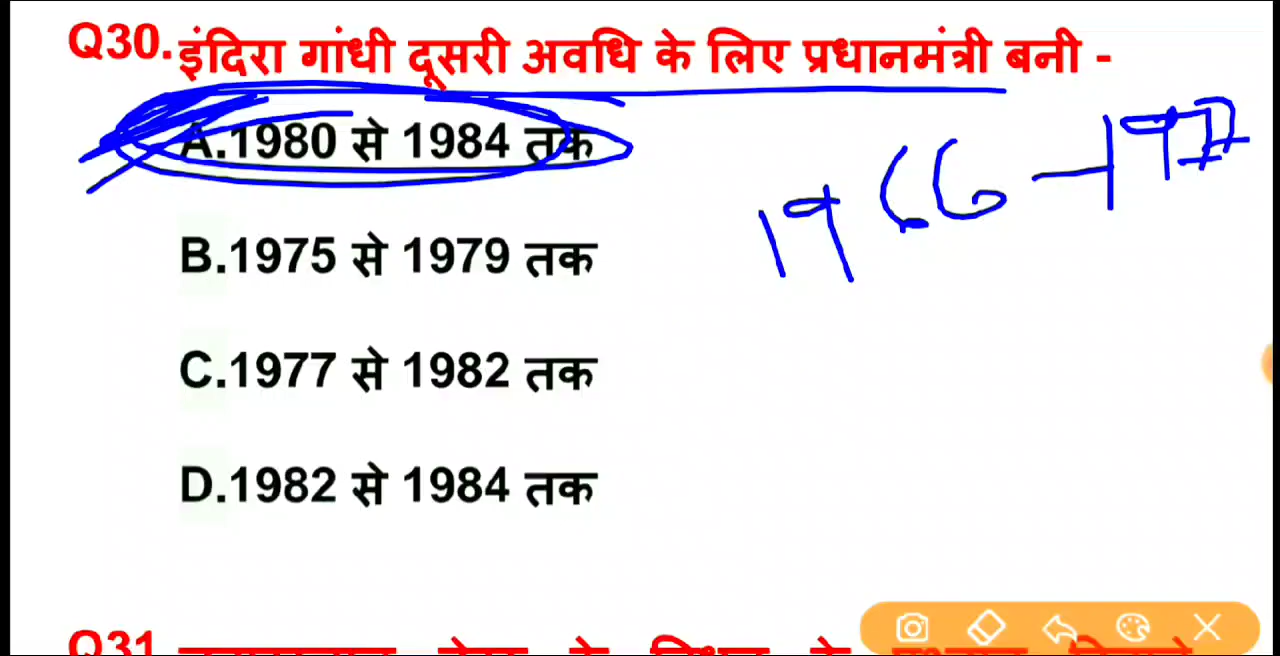 Q30. इंदिरा गांधी दूसरी अवधि के लिए प्रधानमंत्री बनी -
A.1980 से 1984 तक
1966 - 1977
B.1975 से 1979 तक
C.1977 से 1982 तक
D.1982 से 1984 तक
Q31